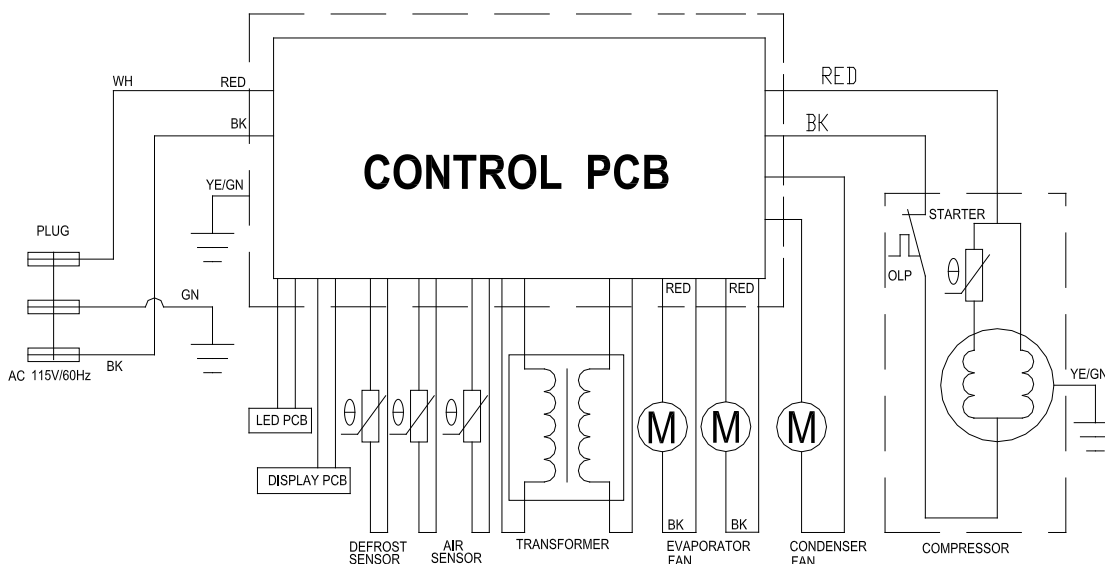 WH
RED
RED
BK
BK
CONTROL PCB
YE/GN
PLUG
STARTER
OLP
θ
GN
RED
RED
BK
AC 115V/60Hz
YE/GN
θ
θ
θ
LED PCB
M
M
M
DISPLAY PCB
BK
BK
DEFROST
SENSOR
AIR
SENSOR
TRANSFORMER
EVAPORATOR
FAN
CONDENSER
FAN
COMPRESSOR